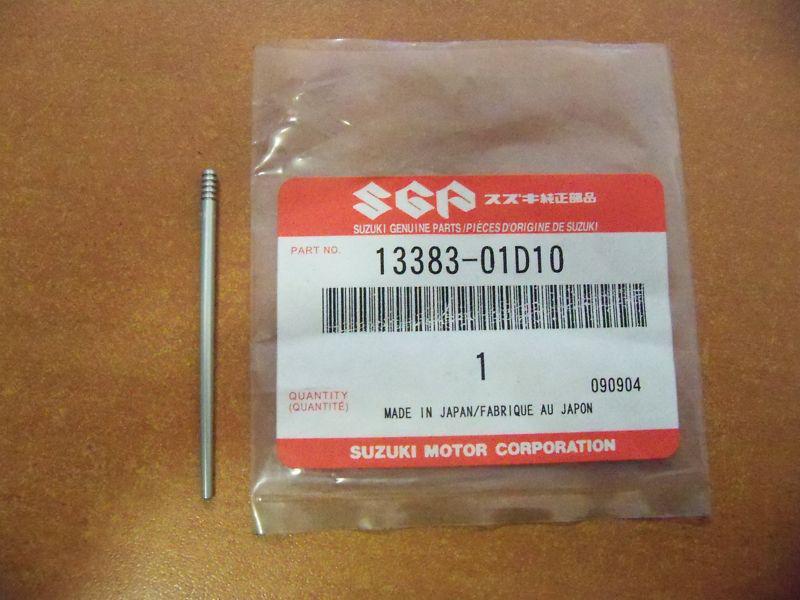 SGP スズキ純正部品
SUZUKI GENUINE PARTS/PIÈCES D'ORIGINE DE SUZUKI
PART NO. 13383-01D10
1
090904
QUANTITY
(QUANTITÉ)
MADE IN JAPAN/FABRIQUE AU JAPON
SUZUKI MOTOR CORPORATION